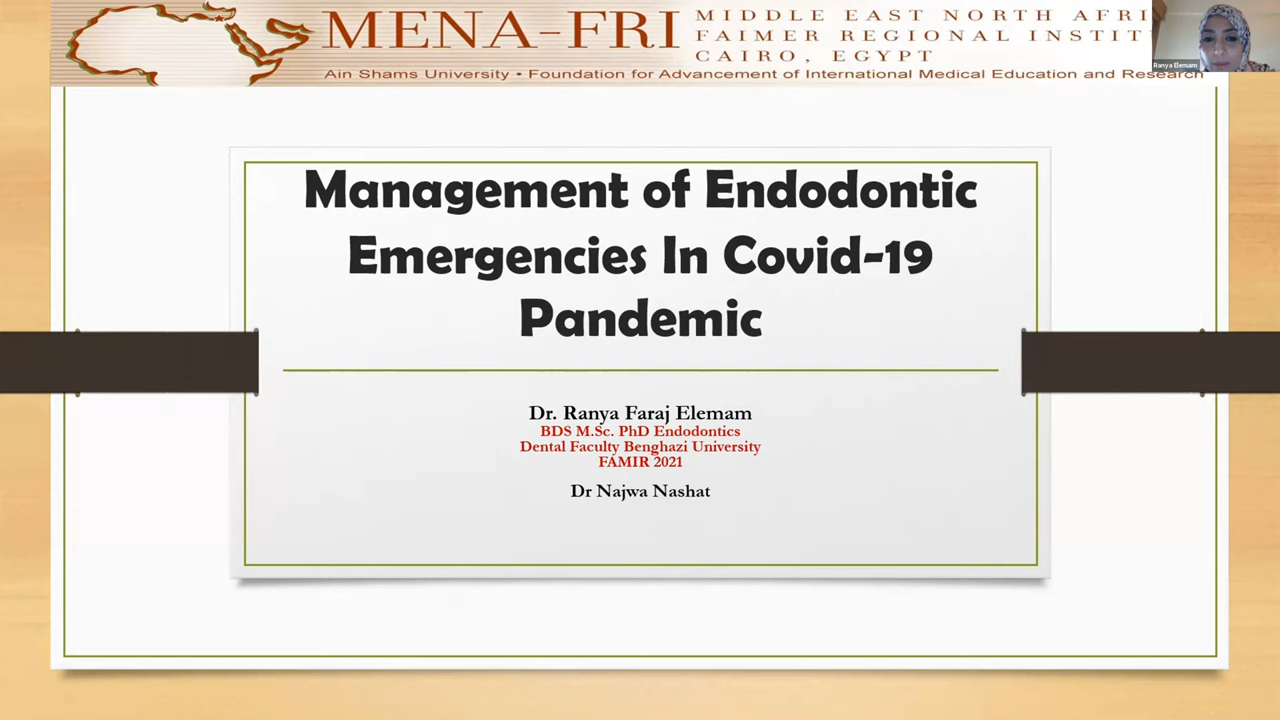 MENA-FRI
MIDDLE EAST NORTH AFRI
FAIMER REGIONAL INSTIT
CAIRO, EGYPT
Ain Shams University • Foundation for Advancement of International Medical Education and Research
Ranya Elemam
Management of Endodontic
Emergencies In Covid-19
Pandemic
Dr. Ranya Faraj Elemam
BDS M.Sc. PhD Endodontics
Dental Faculty Benghazi University
FAMIR 2021
Dr Najwa Nashat